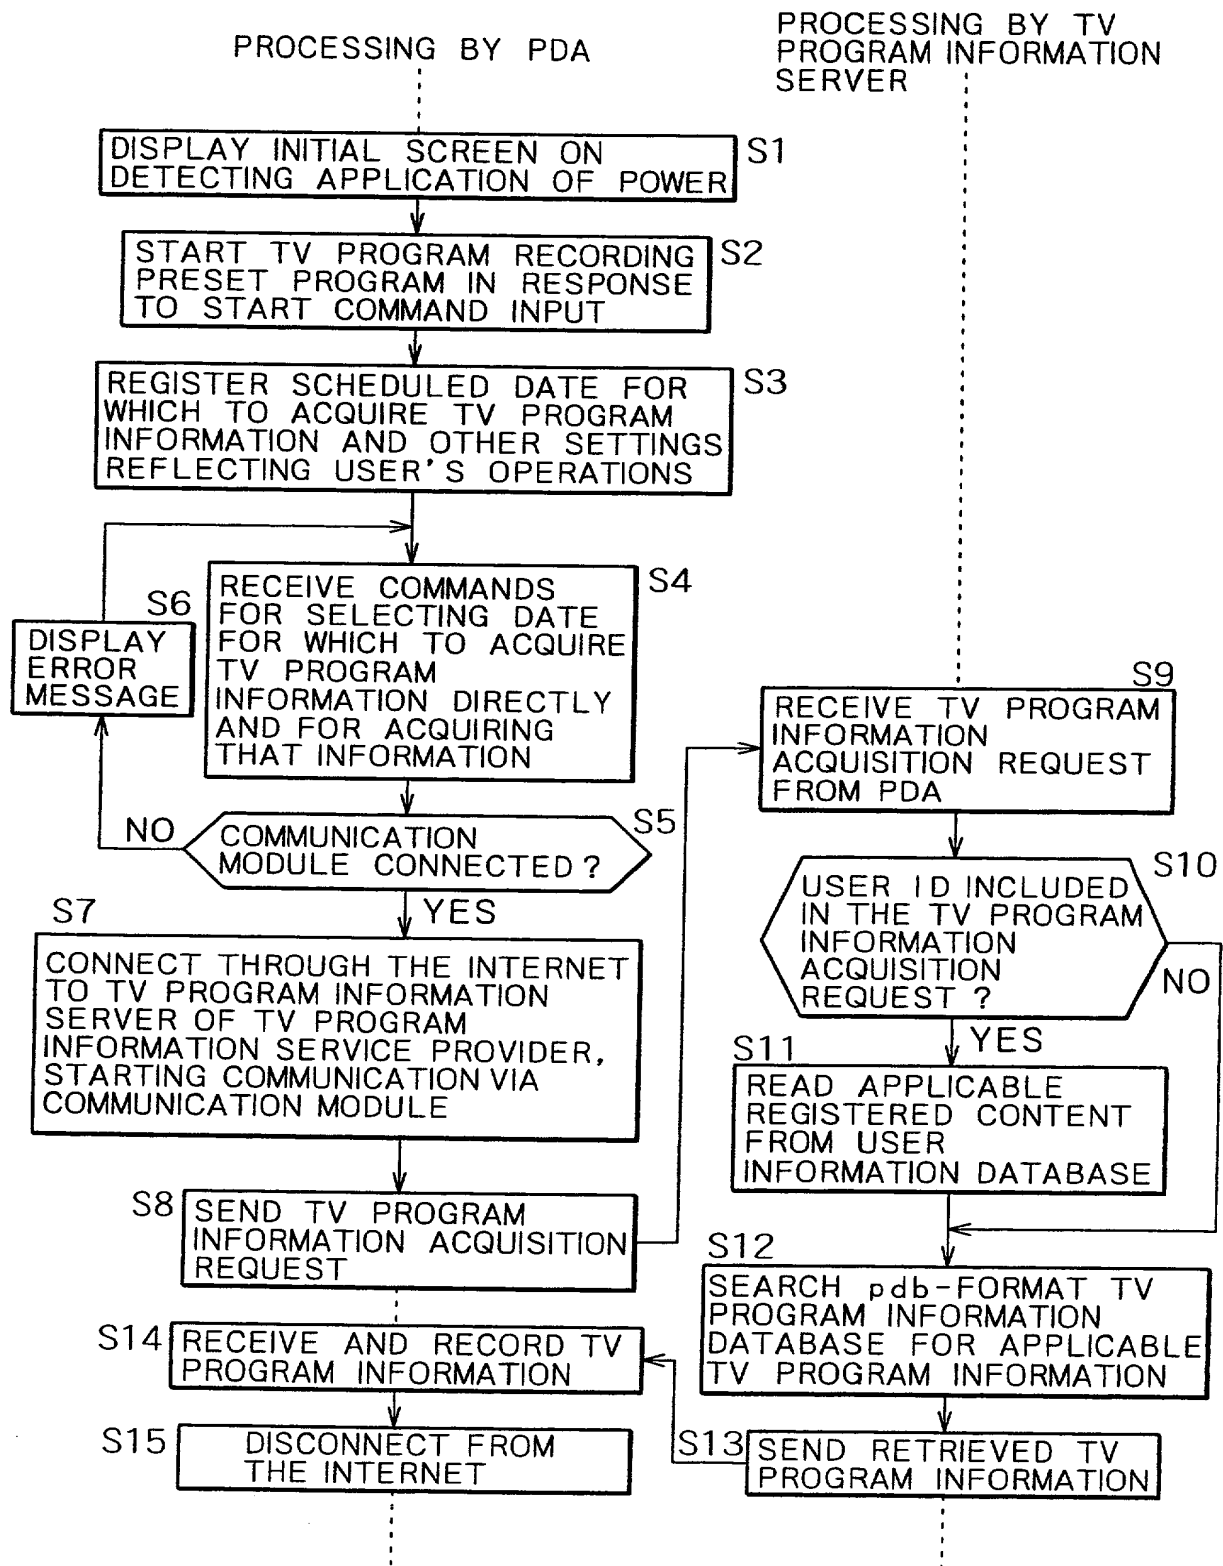 PROCESSING BY PDA
PROCESSING BY TV
PROGRAM INFORMATION
SERVER
DISPLAY INITIAL SCREEN ON
DETECTING APPLICATION OF POWER
S1
START TV PROGRAM RECORDING
PRESET PROGRAM IN RESPONSE
TO START COMMAND INPUT
S2
REGISTER SCHEDULED DATE FOR
WHICH TO ACQUIRE TV PROGRAM
INFORMATION AND OTHER SETTINGS
REFLECTING USER'S OPERATIONS
S3
RECEIVE COMMANDS
FOR SELECTING DATE
FOR WHICH TO ACQUIRE
TV PROGRAM
INFORMATION DIRECTLY
AND FOR ACQUIRING
THAT INFORMATION
S4
S6
DISPLAY
ERROR
MESSAGE
NO
COMMUNICATION
MODULE CONNECTED?
S5
YES
S7
CONNECT THROUGH THE INTERNET
TO TV PROGRAM INFORMATION
SERVER OF TV PROGRAM
INFORMATION SERVICE PROVIDER,
STARTING COMMUNICATION VIA
COMMUNICATION MODULE
S8
SEND TV PROGRAM
INFORMATION ACQUISITION
REQUEST
S9
RECEIVE TV PROGRAM
INFORMATION
ACQUISITION REQUEST
FROM PDA
S10
USER ID INCLUDED
IN THE TV PROGRAM
INFORMATION
ACQUISITION
REQUEST ?
NO
YES
S11
READ APPLICABLE
REGISTERED CONTENT
FROM USER
INFORMATION DATABASE
S12
SEARCH pdb-FORMAT TV
PROGRAM INFORMATION
DATABASE FOR APPLICABLE
TV PROGRAM INFORMATION
S13
SEND RETRIEVED TV
PROGRAM INFORMATION
S14
RECEIVE AND RECORD TV
PROGRAM INFORMATION
S15
DISCONNECT FROM
THE INTERNET